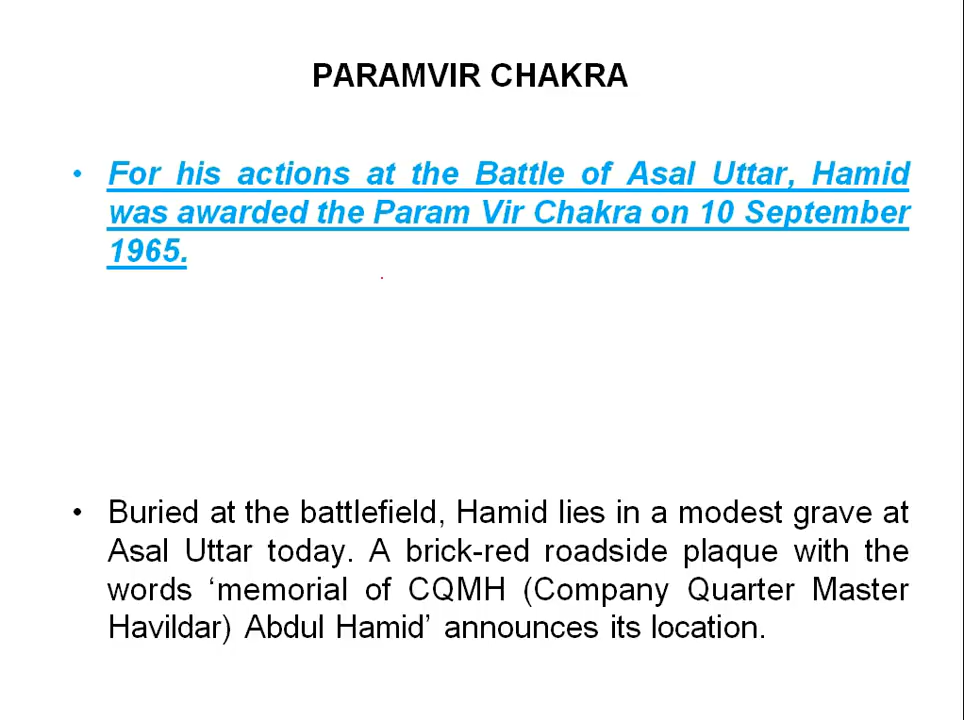 PARAMVIR CHAKRA
• For his actions at the Battle of Asal Uttar, Hamid
was awarded the Param Vir Chakra on 10 September
1965.
• Buried at the battlefield, Hamid lies in a modest grave at
Asal Uttar today. A brick-red roadside plaque with the
words ‘memorial of CQMH (Company Quarter Master
Havildar) Abdul Hamid’ announces its location.